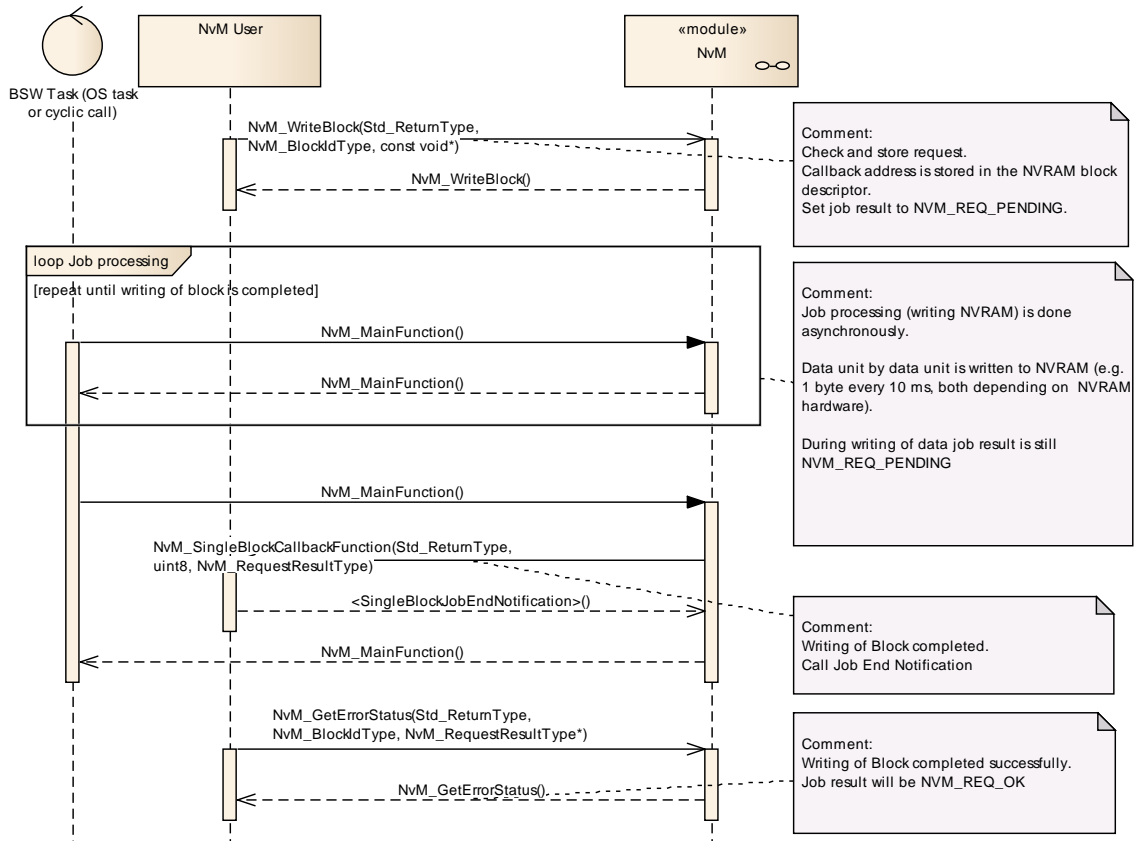 NvM User
«module»
NvM
BSW Task (OS task
or cyclic call)
NvM_WriteBlock(Std_ReturnType,
NvM_BlockIdType, const void*)
NvM_WriteBlock()
Comment:
Check and store request.
Callback address is stored in the NVRAM block
descriptor.
Set job result to NVM_REQ_PENDING.
loop Job processing
[repeat until writing of block is completed]
NvM_MainFunction()
NvM_MainFunction()
Comment:
Job processing (writing NVRAM) is done
asynchronously.
Data unit by data unit is written to NVRAM (e.g.
1 byte every 10 ms, both depending on NVRAM
hardware).
During writing of data job result is still
NVM_REQ_PENDING
NvM_MainFunction()
NvM_SingleBlockCallbackFunction(Std_ReturnType,
uint8, NvM_RequestResultType)
<SingleBlockJobEndNotification>()
NvM_MainFunction()
Comment:
Writing of Block completed.
Call Job End Notification
NvM_GetErrorStatus(Std_ReturnType,
NvM_BlockIdType, NvM_RequestResultType*)
NvM_GetErrorStatus()
Comment:
Writing of Block completed successfully.
Job result will be NVM_REQ_OK